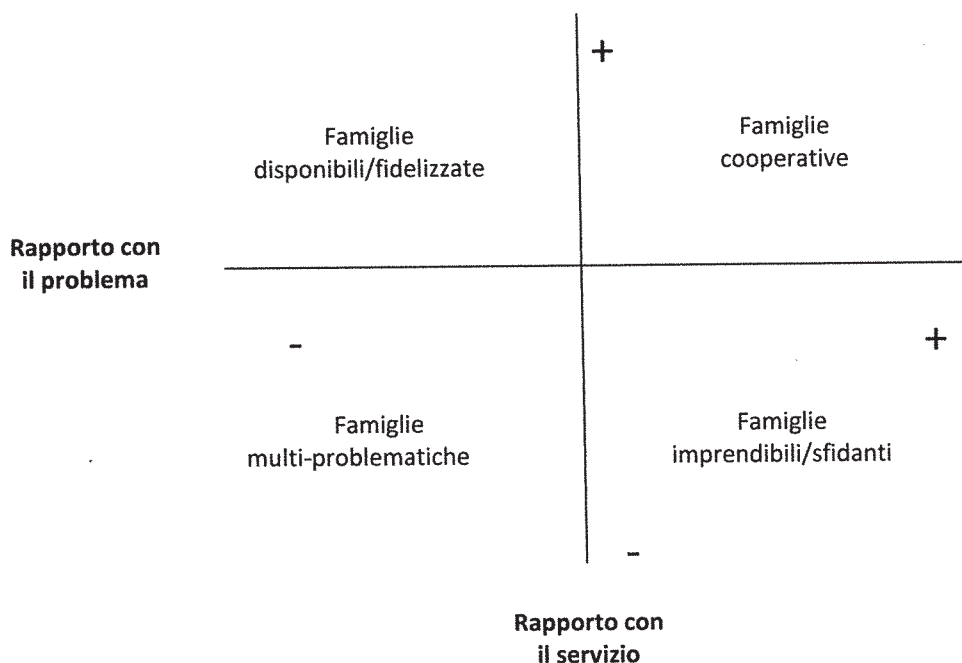 +
Famiglie
disponibili/fidelizzate
Famiglie
cooperative
Rapporto con
il problema
-
+
Famiglie
multi-problematiche
Famiglie
imprendibili/sfidanti
-
Rapporto con
il servizio